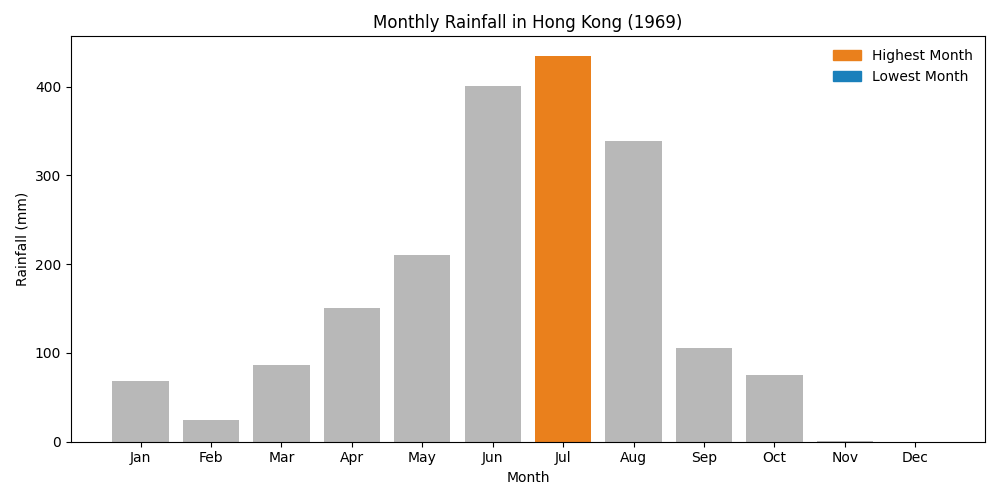 Monthly Rainfall in Hong Kong (1969)
Highest Month
Lowest Month
Rainfall (mm)
400
300
200
100
0
Jan Feb Mar Apr May Jun Jul Aug Sep Oct Nov Dec
Month